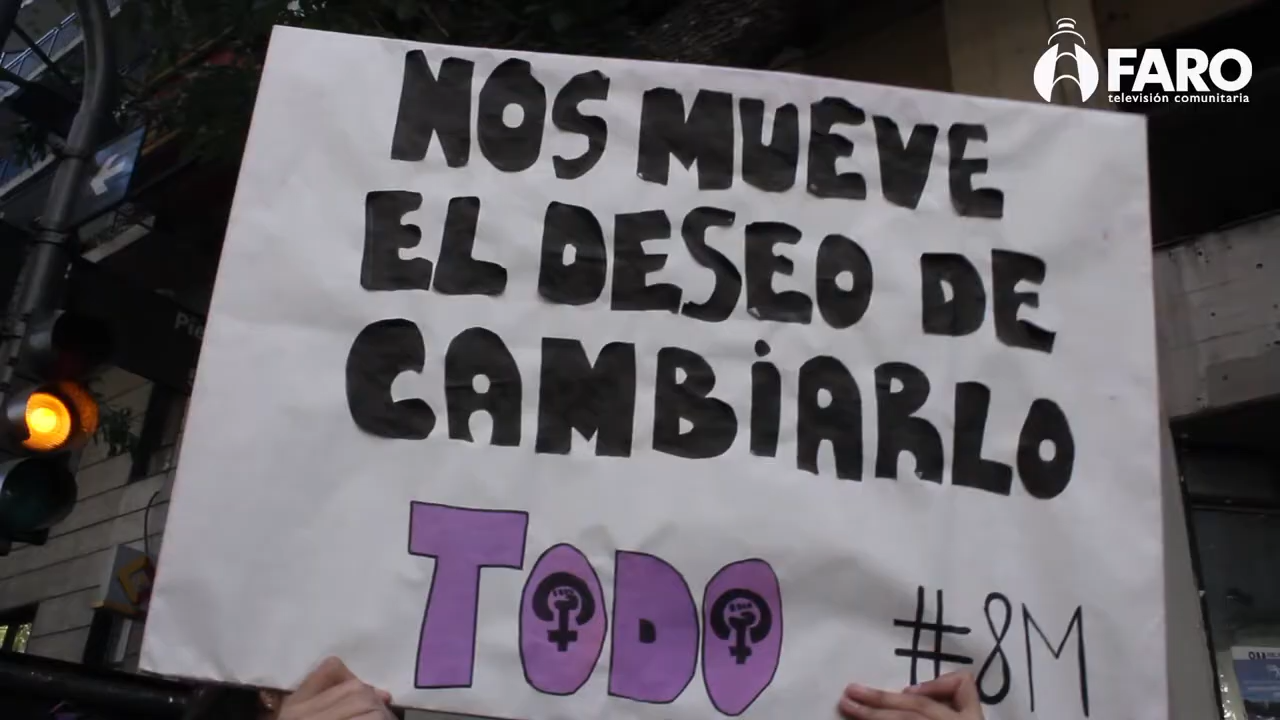 FARO
televisión comunitaria
NOS MUEVE
EL DESEO DE
CAMBiARLO
TODO
#8M